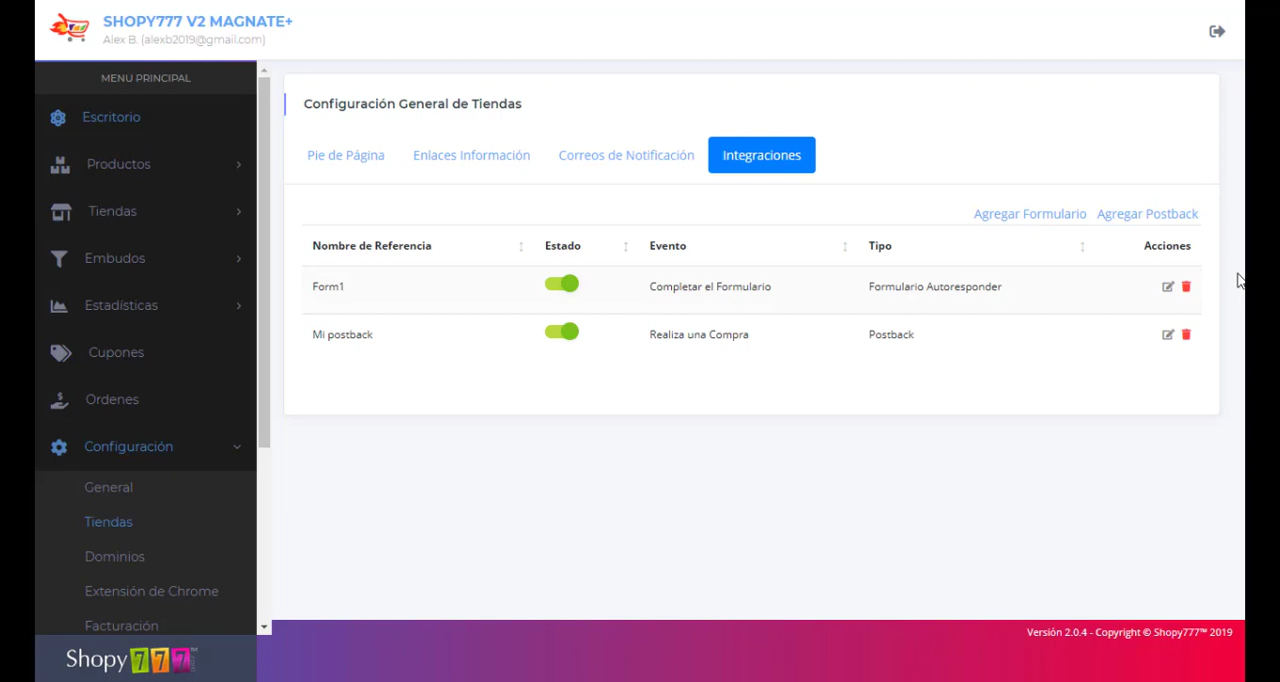 SHOPY777 V2 MAGNATE+
Alex B. (alexb2019@gmail.com)
MENU PRINCIPAL
Escritorio
Productos
Tiendas
Embudos
Estadísticas
Cupones
Ordenes
Configuración
General
Tiendas
Dominios
Extensión de Chrome
Facturación
Shopy777
Configuración General de Tiendas
Pie de Página Enlaces Información Correos de Notificación Integraciones
Agregar Formulario Agregar Postback
Nombre de Referencia Estado Evento Tipo Acciones
Form1 Completar el Formulario Formulario Autoresponder
Mi postback Realiza una Compra Postback
Versión 2.0.4 - Copyright © Shopy777™ 2019